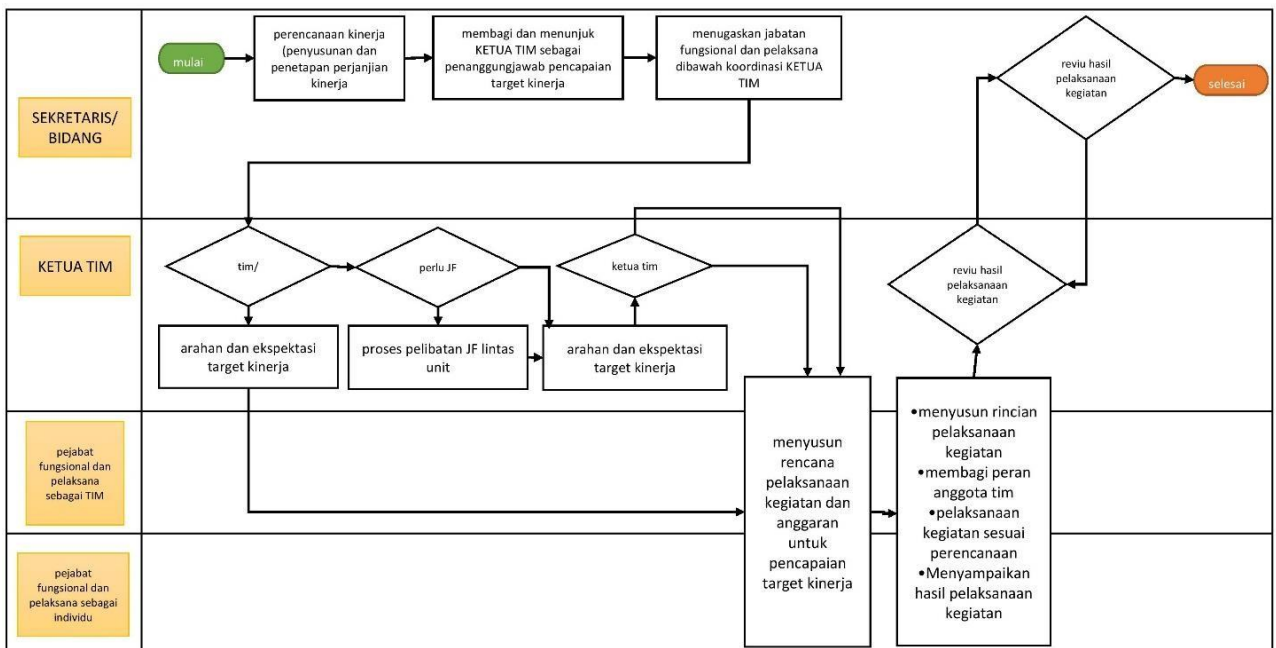 SEKRETARIS/
BIDANG
mulai
perencanaan kinerja
(penyusunan dan
penetapan perjanjian
kinerja
membagi dan menunjuk
KETUA TIM sebagai
penanggungjawab pencapaian
target kinerja
menugaskan jabatan
fungsional dan pelaksana
dibawah koordinasi KETUA
TIM
reviu hasil
pelaksanaan
kegiatan
selesai
KETUA TIM
tim/
perlu JF
ketua tim
reviu hasil
pelaksanaan
kegiatan
arahan dan ekspektasi
target kinerja
proses pelibatan JF lintas
unit
arahan dan ekspektasi
target kinerja
pejabat
fungsional dan
pelaksana
sebagai TIM
menyusun
rencana
pelaksanaan
kegiatan dan
anggaran
untuk
pencapaian
target kinerja
•menyusun rincian
pelaksanaan
kegiatan
•membagi peran
anggota tim
•pelaksanaan
kegiatan sesuai
perencanaan
•Menyampaikan
hasil pelaksanaan
kegiatan
pejabat
fungsional dan
pelaksana sebagai
individu